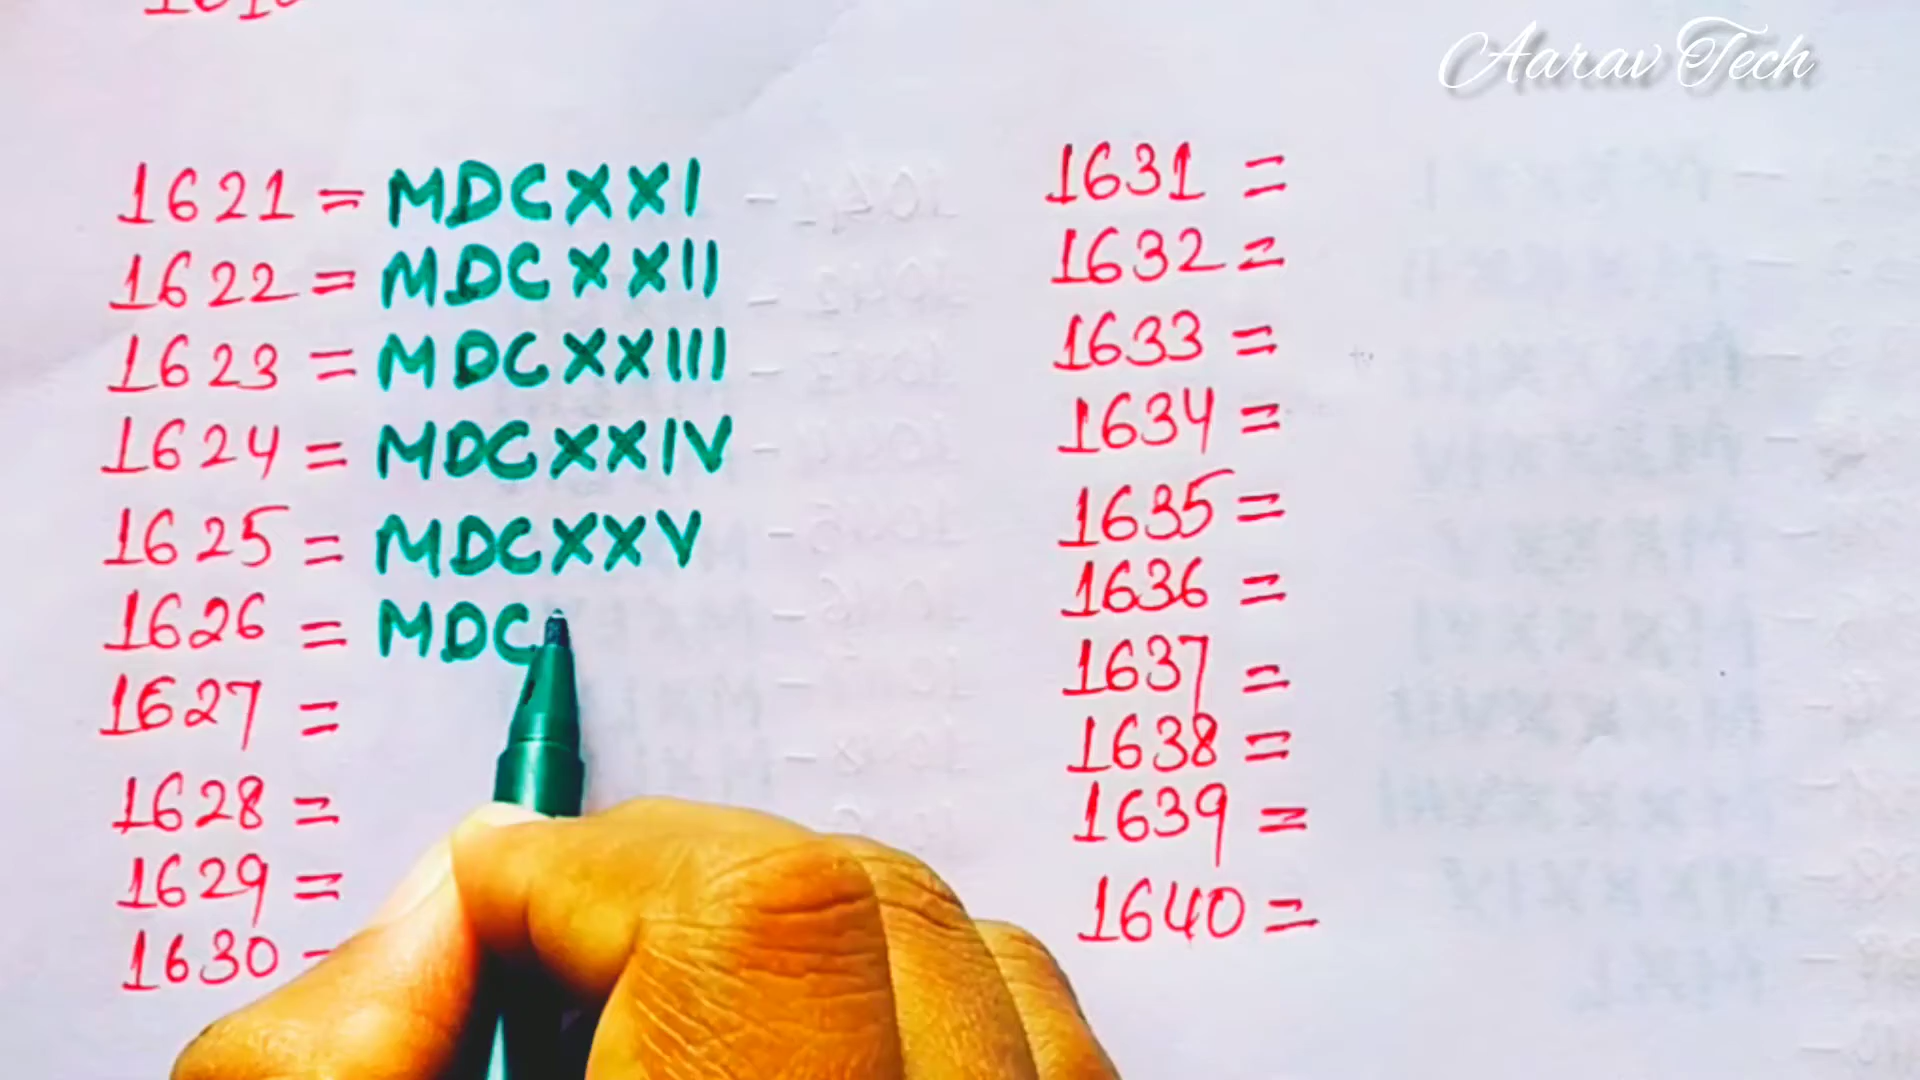 Aarav Tech
1621 = MDCXXI
1622 = MDCXXII
1623 = MDCXXIII
1624 = MDCXXIV
1625 = MDCXXV
1626 = MDC
1627 =
1628 =
1629 =
1630 -
1631 =
1632 =
1633 =
1634 =
1635 =
1636 =
1637 =
1638 =
1639 =
1640 =